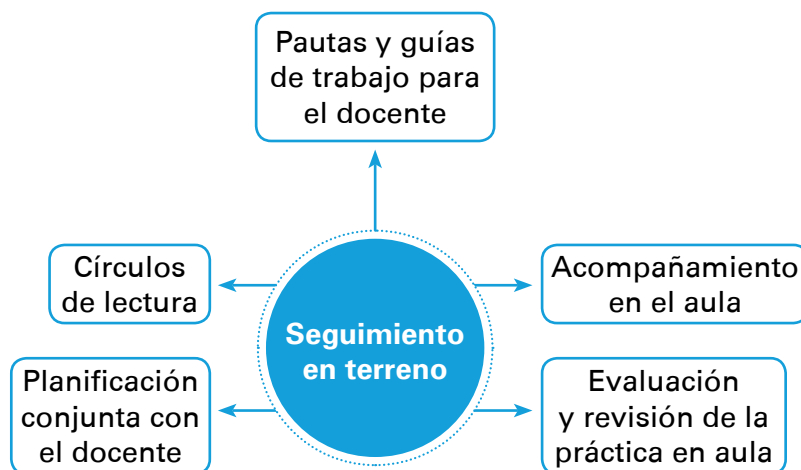 Pautas y guías
de trabajo para
el docente
Círculos
de lectura
Acompañamiento
en el aula
Seguimiento
en terreno
Planificación
conjunta con
el docente
Evaluación
y revisión de la
práctica en aula